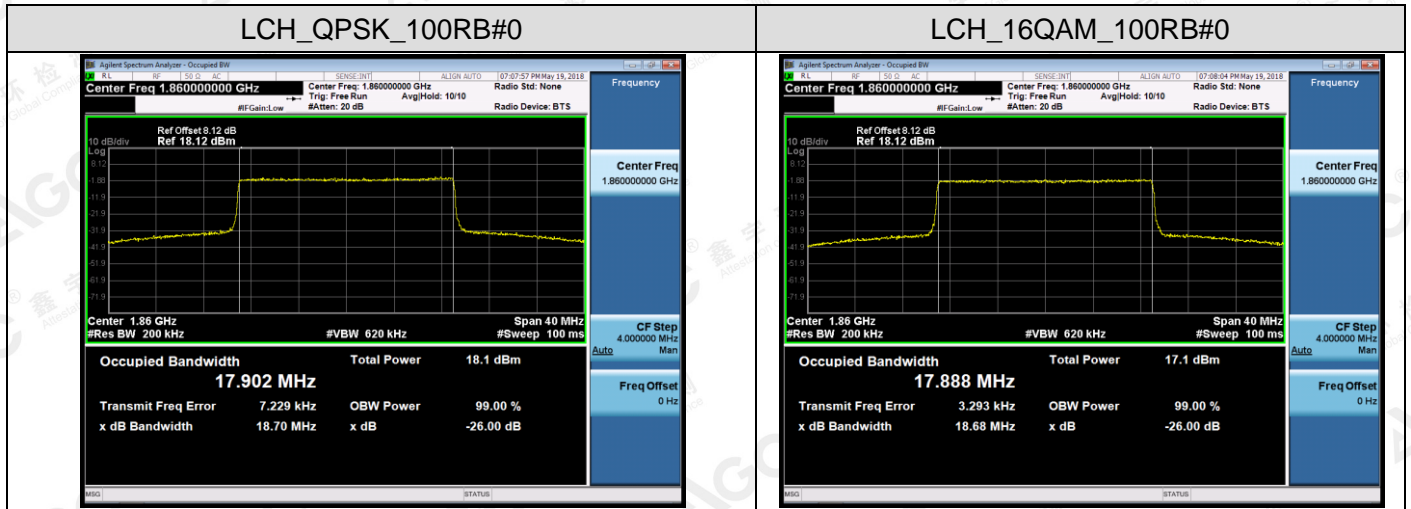 LCH_QPSK_100RB#0
Agilent Spectrum Analyzer - Occupied BW
RL RF 50 Ω AC SENSE:INT ALIGN AUTO 07:07:57 PM May 19, 2018
Center Freq 1.860000000 GHz
Center Freq: 1.860000000 GHz
Radio Std: None
Trig: Free Run Avg|Hold: 10/10
#IFGain:Low #Atten: 20 dB Radio Device: BTS
Ref Offset 8.12 dB
10 dB/div Ref 18.12 dBm
Log
8.12
-1.88
-11.9
-21.9
-31.9
-41.9
-51.9
-61.9
-71.9
Center 1.86 GHz Span 40 MHz
#Res BW 200 kHz #VBW 620 kHz #Sweep 100 ms
Occupied Bandwidth Total Power 18.1 dBm
17.902 MHz
Transmit Freq Error 7.229 kHz OBW Power 99.00 %
x dB Bandwidth 18.70 MHz x dB -26.00 dB
MSG STATUS
Frequency
Center Freq
1.860000000 GHz
CF Step
4.000000 MHz
Auto Man
Freq Offset
0 Hz
LCH_16QAM_100RB#0
Agilent Spectrum Analyzer - Occupied BW
RL RF 50 Ω AC SENSE:INT ALIGN AUTO 07:08:04 PM May 19, 2018
Center Freq 1.860000000 GHz
Center Freq: 1.860000000 GHz
Radio Std: None
Trig: Free Run Avg|Hold: 10/10
#IFGain:Low #Atten: 20 dB Radio Device: BTS
Ref Offset 8.12 dB
10 dB/div Ref 18.12 dBm
Log
8.12
-1.88
-11.9
-21.9
-31.9
-41.9
-51.9
-61.9
-71.9
Center 1.86 GHz Span 40 MHz
#Res BW 200 kHz #VBW 620 kHz #Sweep 100 ms
Occupied Bandwidth Total Power 17.1 dBm
17.888 MHz
Transmit Freq Error 3.293 kHz OBW Power 99.00 %
x dB Bandwidth 18.68 MHz x dB -26.00 dB
MSG STATUS
Frequency
Center Freq
1.860000000 GHz
CF Step
4.000000 MHz
Auto Man
Freq Offset
0 Hz